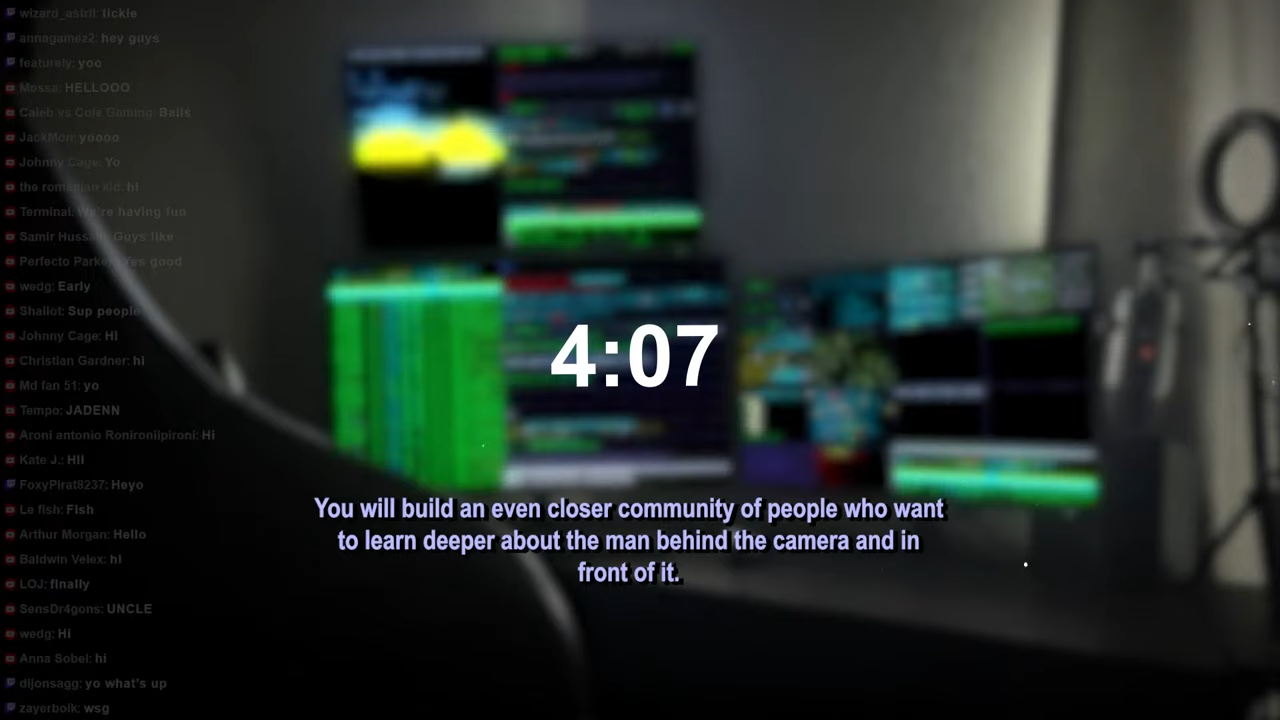 wizard_astril: tickle
annagamez2: hey guys
featurely: yoo
Mossa: HELLOOO
Caleb vs Cole Gaming: Balls
JackMorr yoooo
Johnny Cage: Yo
the romanian kid: hi
Terminal: We're having fun
Samir Hussain Guys like
Perfecto Parker Yes good
wedg: Early
Shallot: Sup people
Johnny Cage: Hi
Christian Gardner: hi
Md fan 51: yo
Tempo: JADENN
Aroni antonio Ronironiipironi: Hi
Kate J.: HII
FoxyPirat8237: Heyo
Le fish: Fish
Arthur Morgan: Hello
Baldwin Velex: hi
LOJ: finally
SensDr4gons: UNCLE
wedg: Hi
Anna Sobel: hi
dijonsagg: yo what's up
zayerboik: wsg
4:07
You will build an even closer community of people who want
to learn deeper about the man behind the camera and in
front of it.